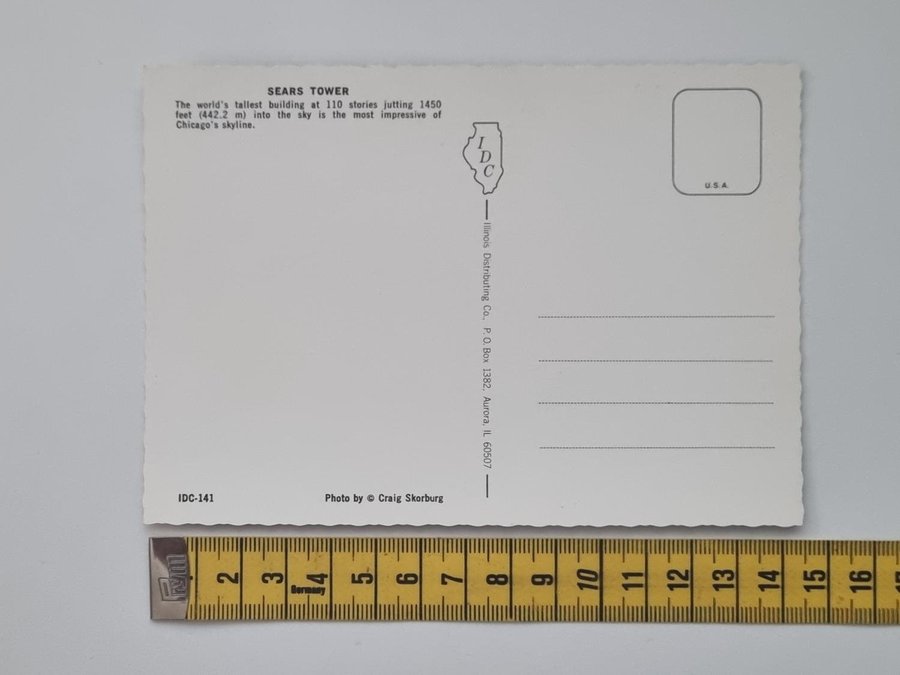 SEARS TOWER
The world's tallest building at 110 stories jutting 1450
feet (442.2 m) into the sky is the most impressive of
Chicago's skyline.
I
D
C
U.S.A.
Illinois Distributing Co., P.O. Box 1382, Aurora, IL 60507
IDC-141
Photo by © Craig Skorburg
2 3 4 5 6 7 8 9 10 11 12 13 14 15 16
Germany